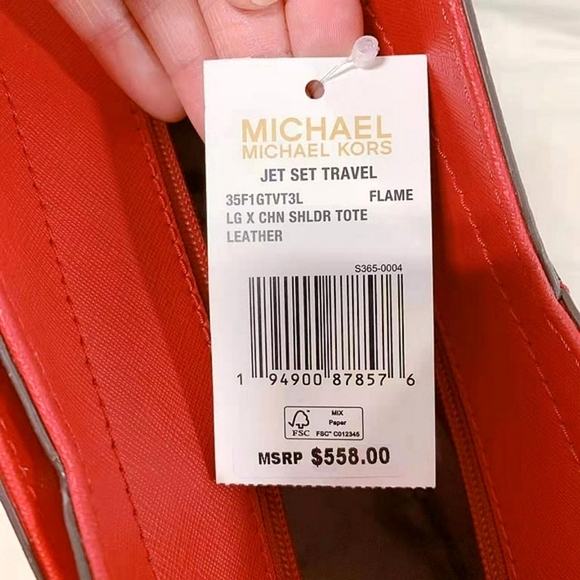 MICHAEL
MICHAEL KORS
JET SET TRAVEL
35F1GTVT3L FLAME
LG X CHN SHLDR TOTE
LEATHER
S365-0004
1 94900 87857 6
FSC
MIX
Paper
FSC™ C012345
MSRP $558.00